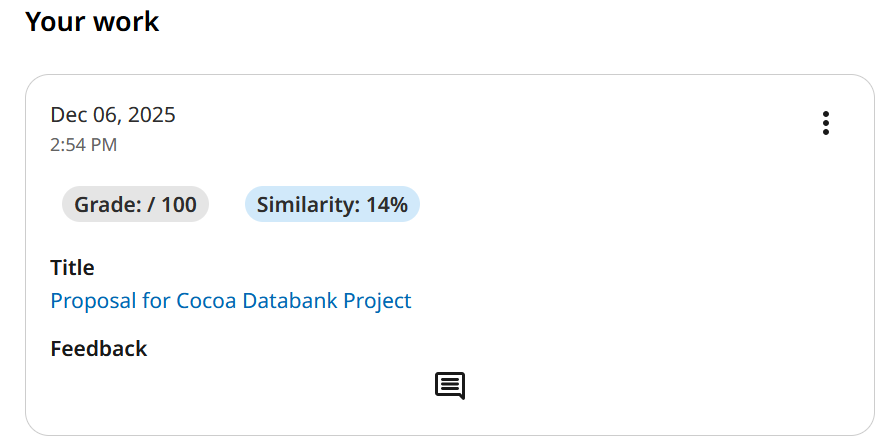 Your work
Dec 06, 2025
2:54 PM
Grade: / 100
Similarity: 14%
Title
Proposal for Cocoa Databank Project
Feedback